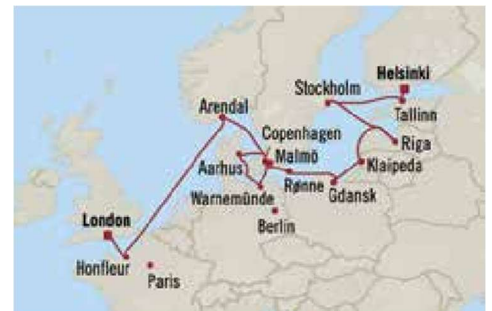 Helsinki
Stockholm
Tallinn
Arendal
Copenhagen
Riga
Malmö
Klaipeda
Aarhus
Rønne
Gdansk
Warnemünde
Berlin
London
Honfleur
Paris